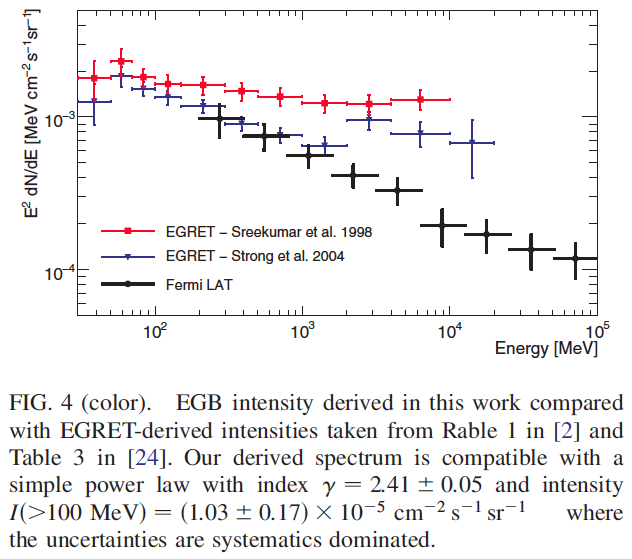 E² dN/dE [MeV cm⁻²s⁻¹sr⁻¹]
10⁻³
10⁻⁴
EGRET – Sreekumar et al. 1998
EGRET – Strong et al. 2004
Fermi LAT
10² 10³ 10⁴ 10⁵
Energy [MeV]
FIG. 4 (color). EGB intensity derived in this work compared
with EGRET-derived intensities taken from Rable 1 in [2] and
Table 3 in [24]. Our derived spectrum is compatible with a
simple power law with index γ = 2.41 ± 0.05 and intensity
I(>100 MeV) = (1.03 ± 0.17) × 10⁻⁵ cm⁻² s⁻¹ sr⁻¹ where
the uncertainties are systematics dominated.